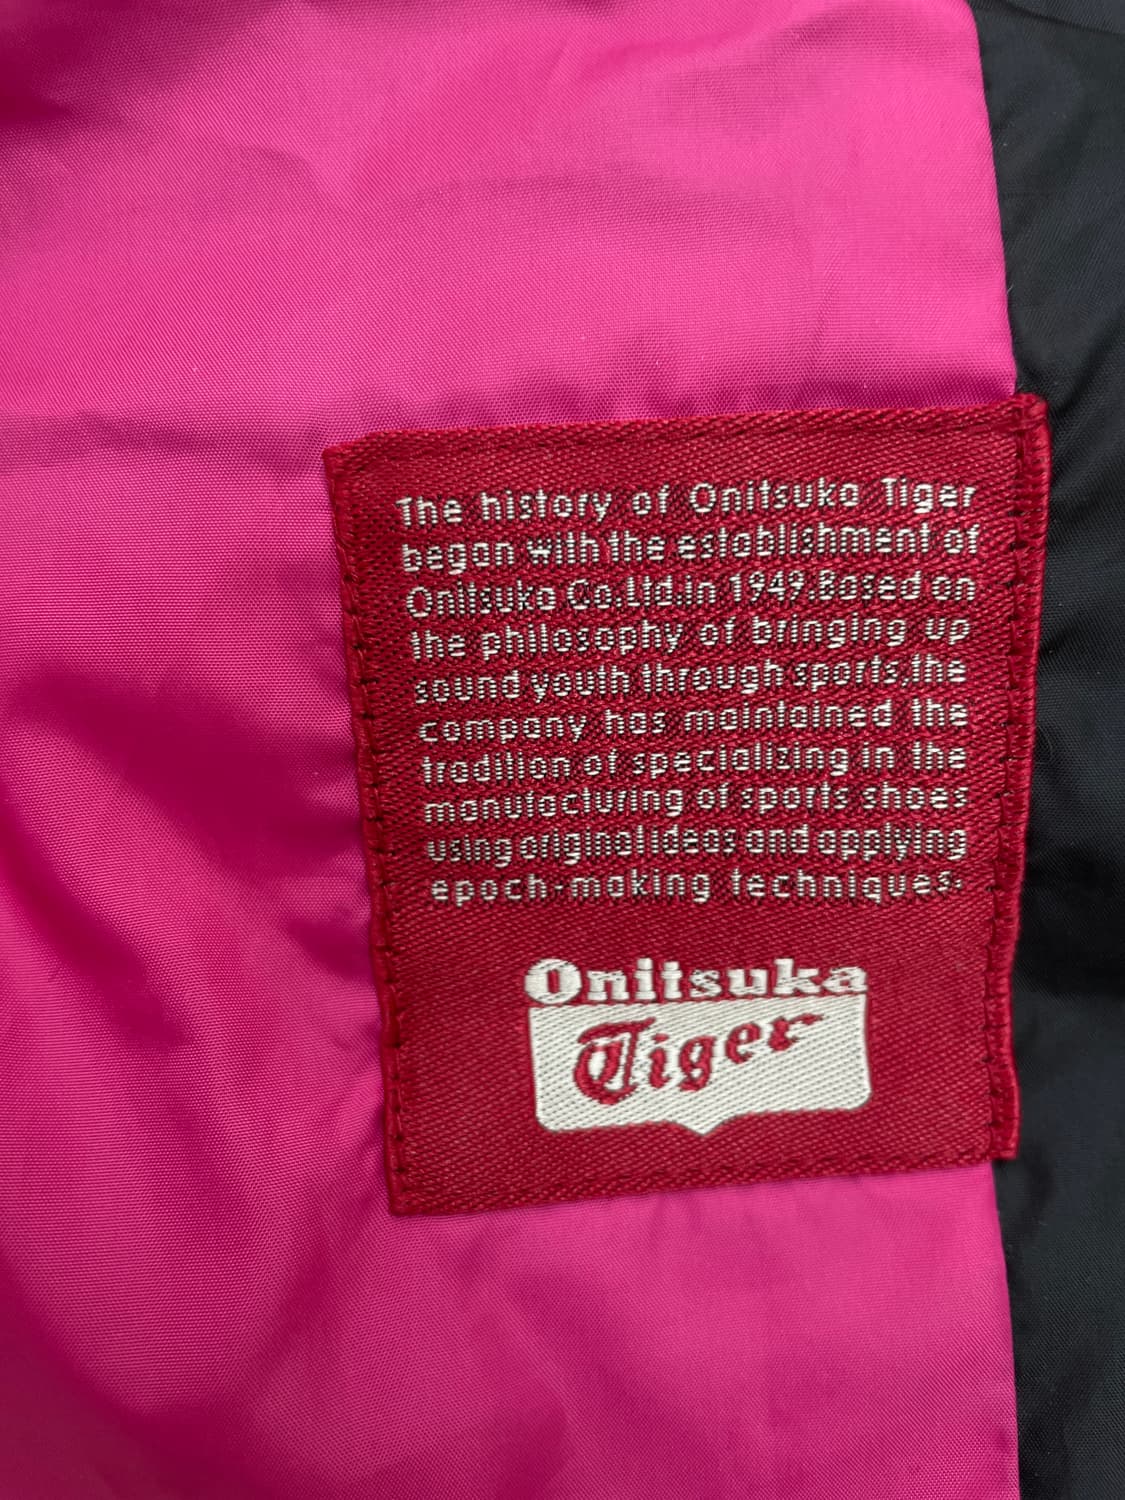 The history of Onitsuka Tiger
began with the establishment of
Onitsuka Co.Ltd.in 1949.Based on
the philosophy of bringing up
sound youth through sports,the
company has maintained the
tradition of specializing in the
manufacturing of sports shoes
using original ideas and applying
epoch-making techniques.
Onitsuka
Tiger